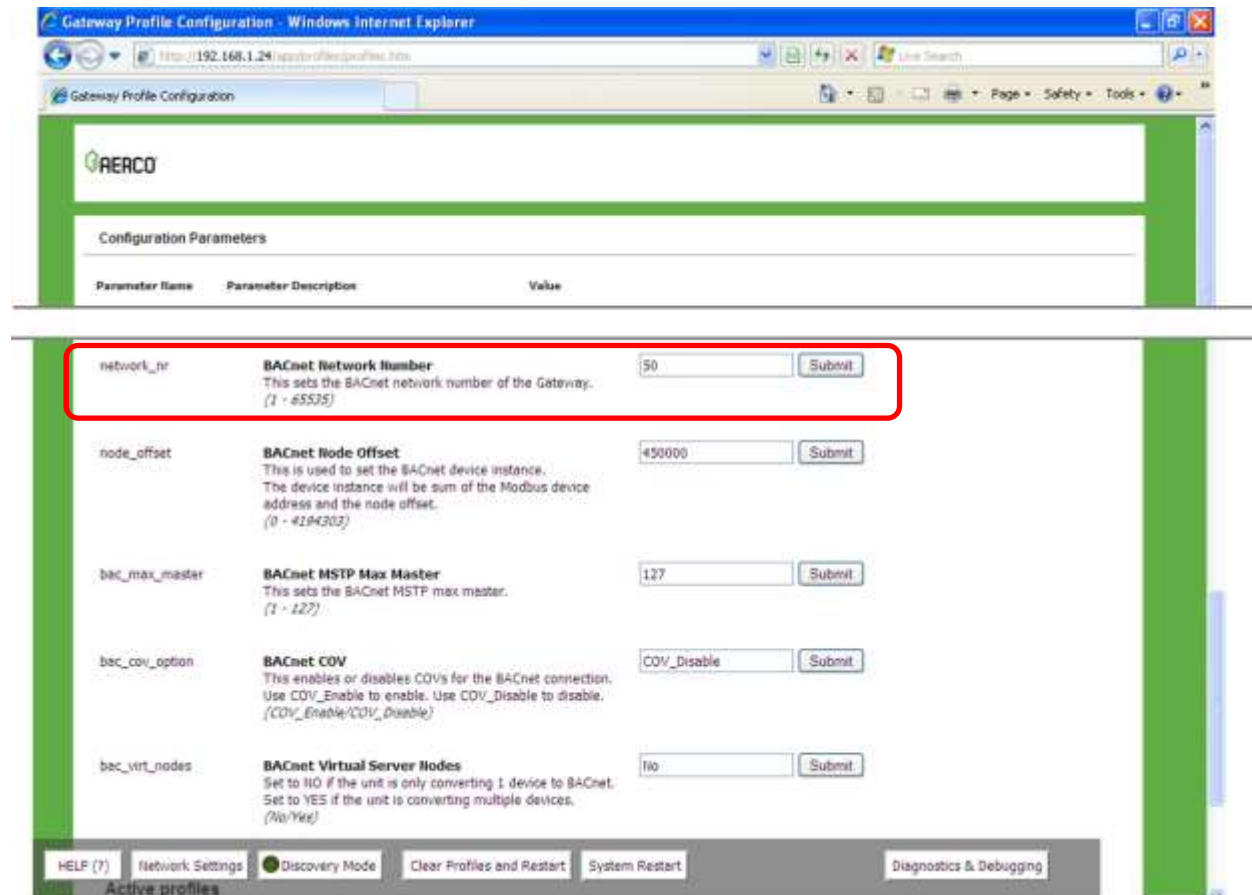 Gateway Profile Configuration - Windows Internet Explorer
http://192.168.1.24/app/profiles/profiles.htm
Live Search
Gateway Profile Configuration
Page Safety Tools
AERCO
Configuration Parameters
Parameter Name Parameter Description Value
network_nr BACnet Network Number 50 Submit
This sets the BACnet network number of the Gateway.
(1 - 65535)
node_offset BACnet Node Offset 450000 Submit
This is used to set the BACnet device instance.
The device instance will be sum of the Modbus device
address and the node offset.
(0 - 4194303)
bac_max_master BACnet MSTP Max Master 127 Submit
This sets the BACnet MSTP max master.
(1 - 127)
bac_cov_option BACnet COV COV_Disable Submit
This enables or disables COVs for the BACnet connection.
Use COV_Enable to enable. Use COV_Disable to disable.
(COV_Enable/COV_Disable)
bac_virt_nodes BACnet Virtual Server Nodes No Submit
Set to NO if the unit is only converting 1 device to BACnet.
Set to YES if the unit is converting multiple devices.
(No/Yes)
HELP (?) Network Settings Discovery Mode Clear Profiles and Restart System Restart Diagnostics & Debugging
Active profiles